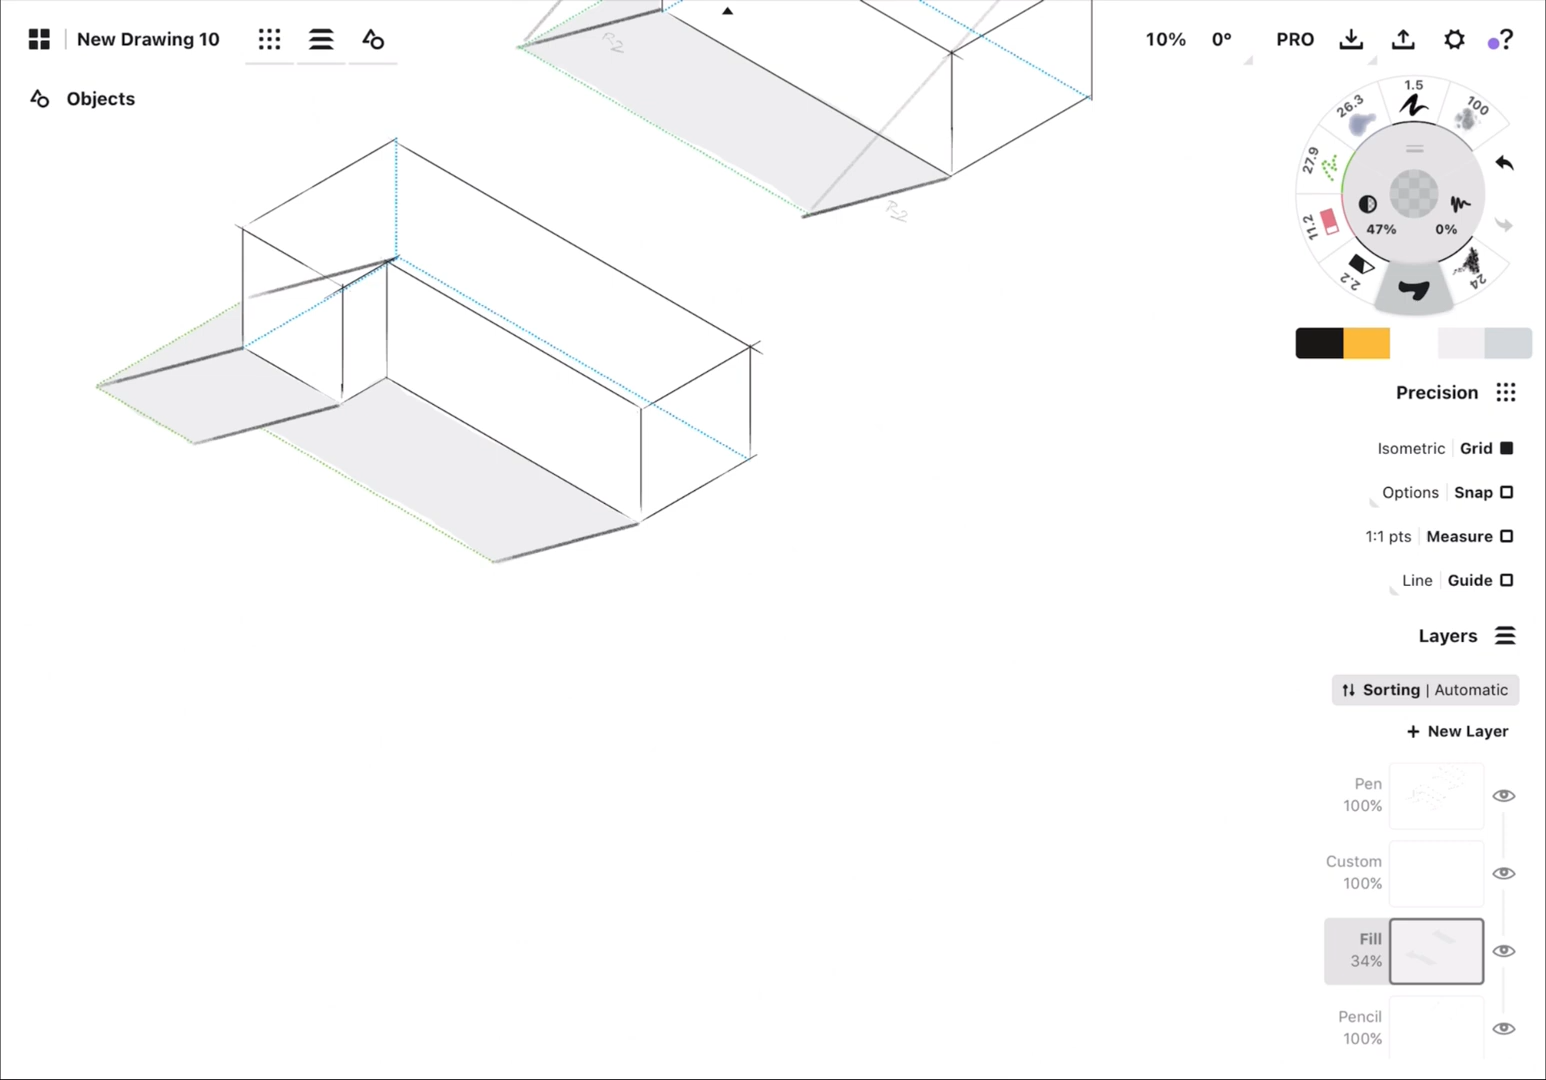 New Drawing 10
10% 0° PRO ?
Objects
R-2
R-2
1.5
26.3
100
27.9
11.2
2.2
24
47% 0%
Precision
Isometric | Grid
Options | Snap
1:1 pts | Measure
Line | Guide
Layers
Sorting | Automatic
+ New Layer
Pen
100%
Custom
100%
Fill
34%
Pencil
100%